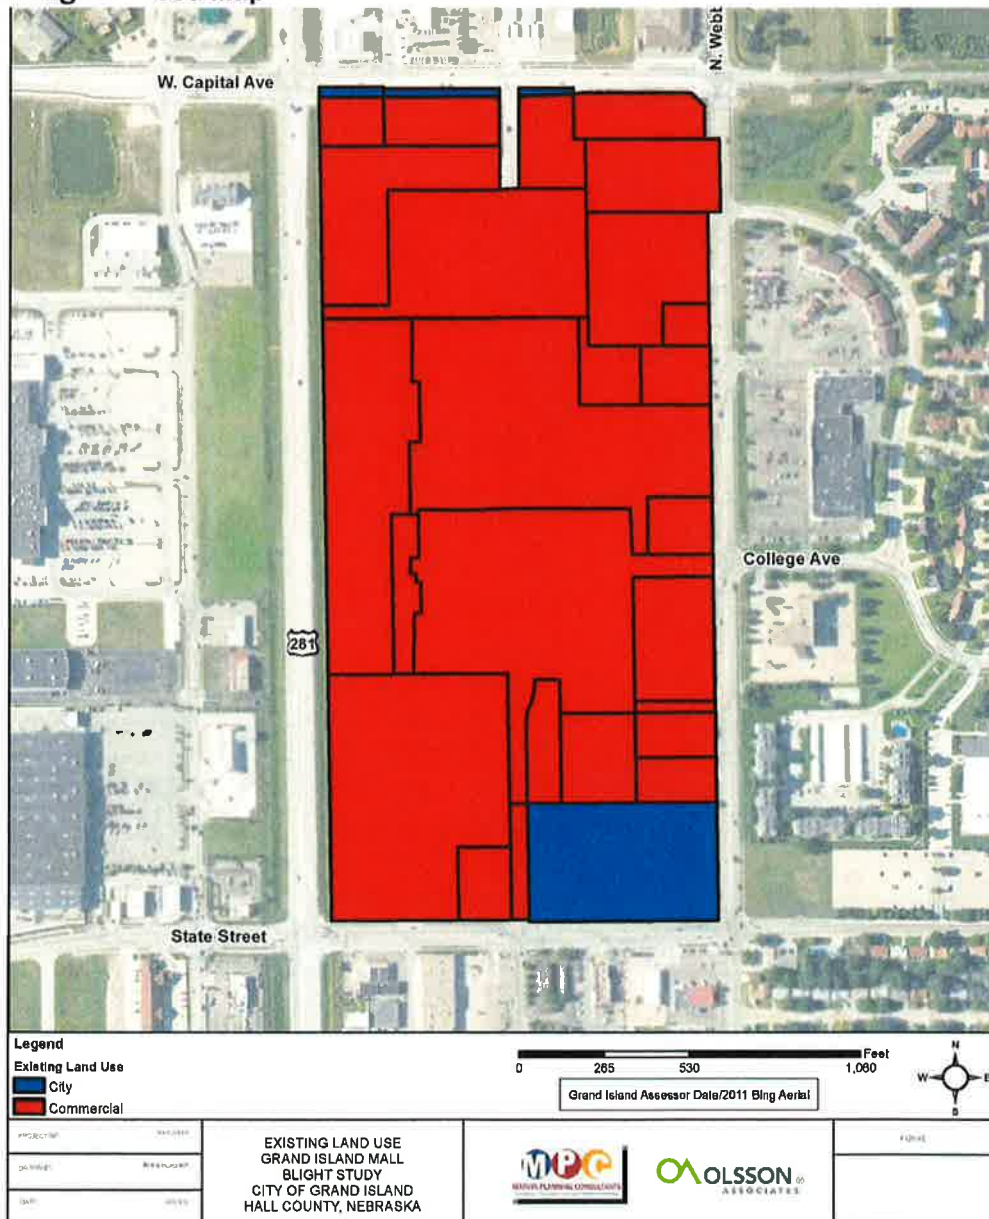 W. Capital Ave
N. Webb
College Ave
281
State Street
Legend
Existing Land Use
City
Commercial
0 265 530 1,060 Feet
Grand Island Assessor Data/2011 Bing Aerial
N
W E
S
EXISTING LAND USE
GRAND ISLAND MALL
BLIGHT STUDY
CITY OF GRAND ISLAND
HALL COUNTY, NEBRASKA
MPC
OLSSON
ASSOCIATES